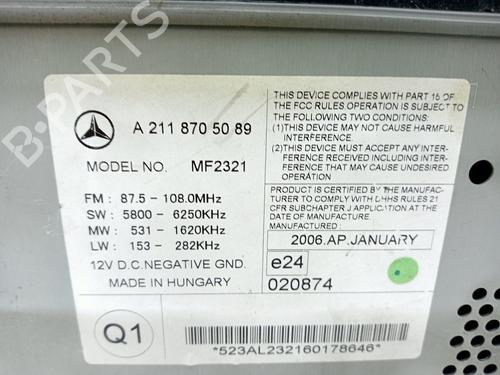 B-PARTS
A 211 870 50 89
MODEL NO. MF2321
FM : 87.5 - 108.0MHz
SW : 5800 - 6250KHz
MW : 531 - 1620KHz
LW : 153 - 282KHz
12V D.C. NEGATIVE GND.
MADE IN HUNGARY
Q1
THIS DEVICE COMPLIES WITH PART 15 OF
THE FCC RULES OPERATION IS SUBJECT TO
THE FOLLOWING TWO CONDITIONS:
(1)THIS DEVICE MAY NOT CAUSE HARMFUL
INTERFERENCE.
(2)THIS DEVICE MUST ACCEPT ANY INTER-
FERENCE RECEIVED INCLUDING INTER-
FERENCE THAT MAY CAUSE UNDESIRED
OPERATION
PRODUCT IS CERTIFIED BY THE MANUFAC-
TURER TO COMPLY WITH DHHS RULES 21
CFR SUBCHAPTER J APPLICATION AT THE
DATE OF MANUFACTURE.
MANUFACTURED :
2006.AP.JANUARY
e24
020874
*523AL232160178646*